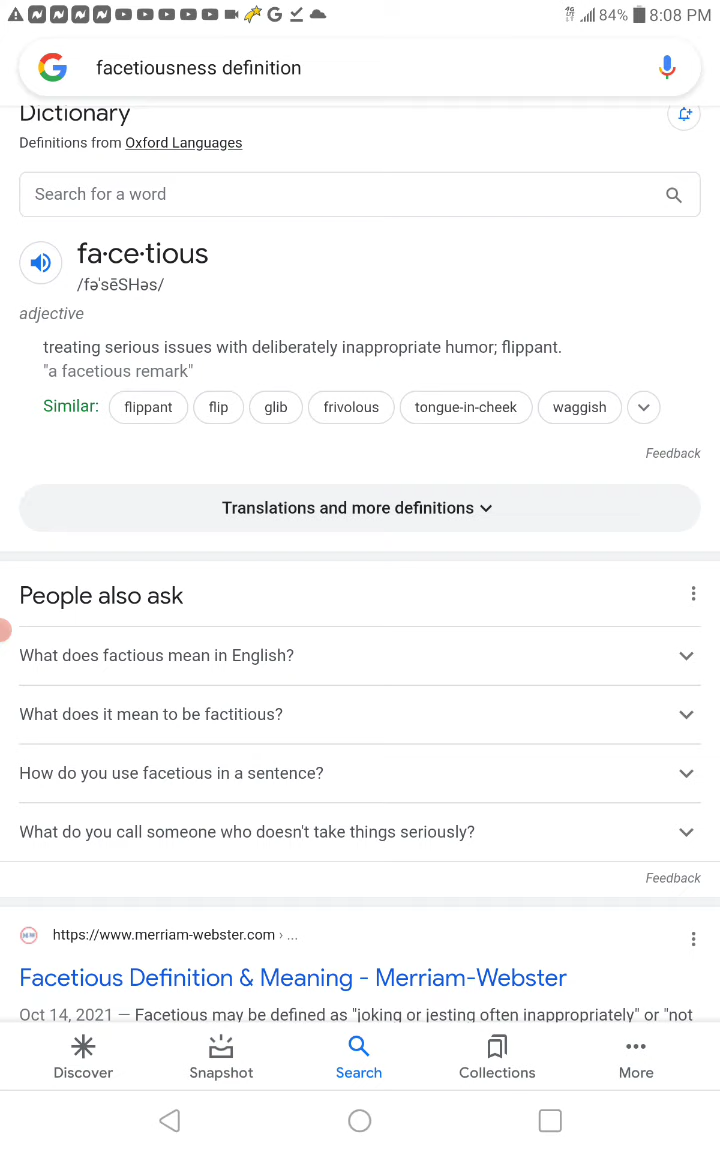 84% 8:08 PM
facetiousness definition
Dictionary
Definitions from Oxford Languages
Search for a word
fa·ce·tious
/fəˈsēSHəs/
adjective
treating serious issues with deliberately inappropriate humor; flippant.
"a facetious remark"
Similar: flippant flip glib frivolous tongue-in-cheek waggish
Feedback
Translations and more definitions
People also ask
What does factious mean in English?
What does it mean to be factitious?
How do you use facetious in a sentence?
What do you call someone who doesn't take things seriously?
Feedback
https://www.merriam-webster.com › ...
Facetious Definition & Meaning - Merriam-Webster
Oct 14, 2021 — Facetious may be defined as "joking or jesting often inappropriately" or "not
Discover Snapshot Search Collections More